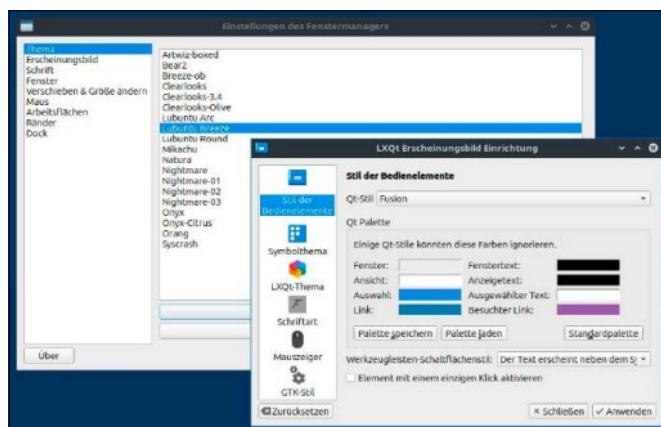 Einstellungen des Fenstermanagers
Thema
Erscheinungsbild
Schrift
Fenster
Verschieben & Größe ändern
Maus
Arbeitsflächen
Ränder
Dock
Artwiz-boxed
Bear2
Breeze-ob
Clearlooks
Clearlooks-3.4
Clearlooks-Olive
Lubuntu Arc
Lubuntu Breeze
Lubuntu Round
Mikachu
Natura
Nightmare
Nightmare-01
Nightmare-02
Nightmare-03
Onyx
Onyx-Citrus
Orang
Syscrash
Über
LXQt Erscheinungsbild Einrichtung
Stil der
Bedienelemente
Symbolthema
LXQt-Thema
Schriftart
Mauszeiger
GTK-Stil
Stil der Bedienelemente
Qt-Stil Fusion
Qt Palette
Einige Qt-Stile könnten diese Farben ignorieren.
Fenster: Fenstertext:
Ansicht: Anzeigetext:
Auswahl: Ausgewählter Text:
Link: Besuchter Link:
Palette speichern Palette laden Standardpalette
Werkzeugleisten-Schaltflächenstil: Der Text erscheint neben dem Sy
Element mit einem einzigen Klick aktivieren
Zurücksetzen Schließen Anwenden